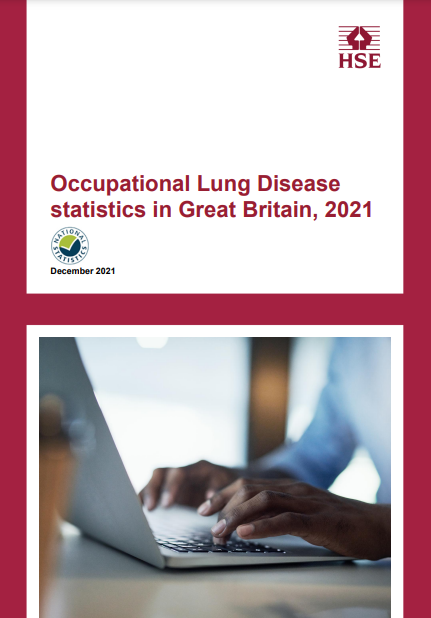 HSE
Occupational Lung Disease
statistics in Great Britain, 2021
NATIONAL STATISTICS
December 2021